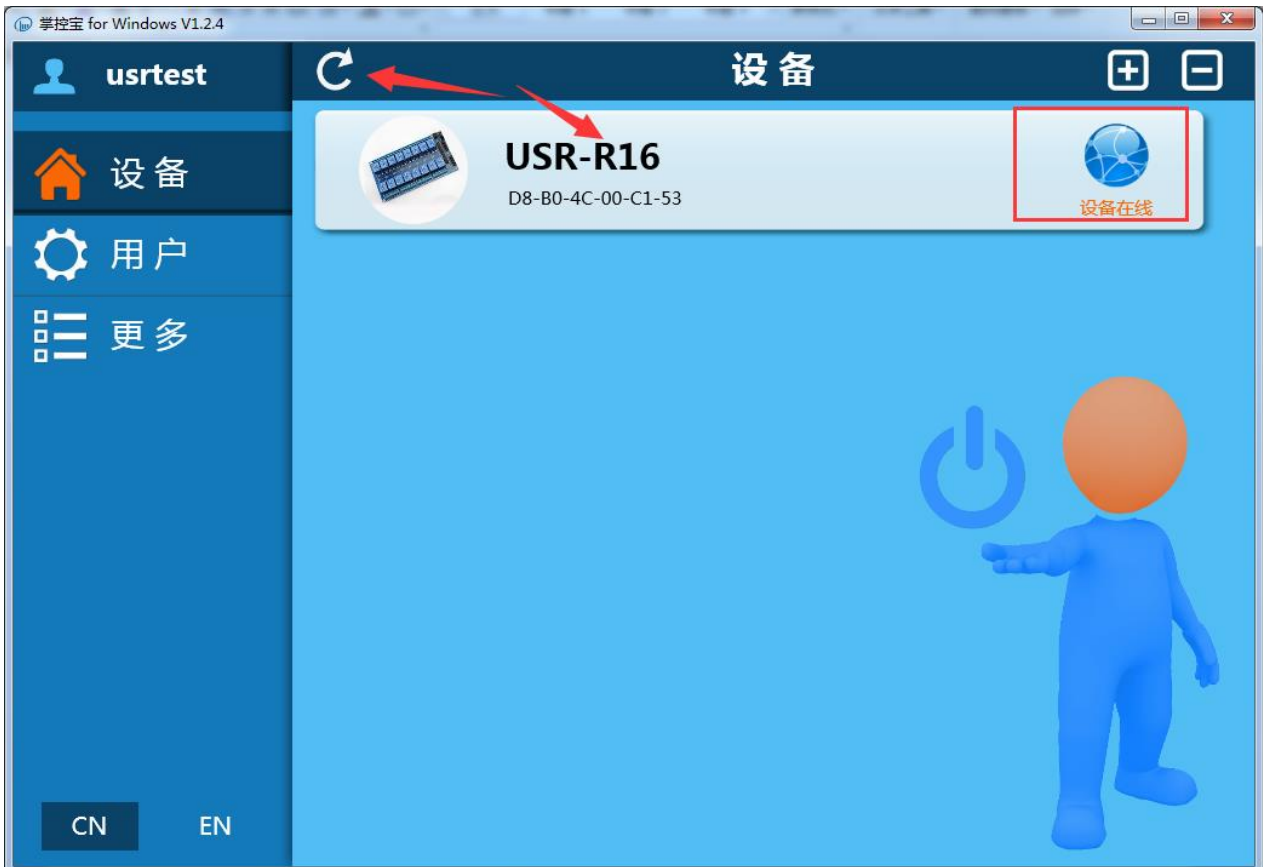 掌控宝 for Windows V1.2.4
usrtest
设备
设备
用户
更多
USR-R16
D8-B0-4C-00-C1-53
设备在线
CN
EN